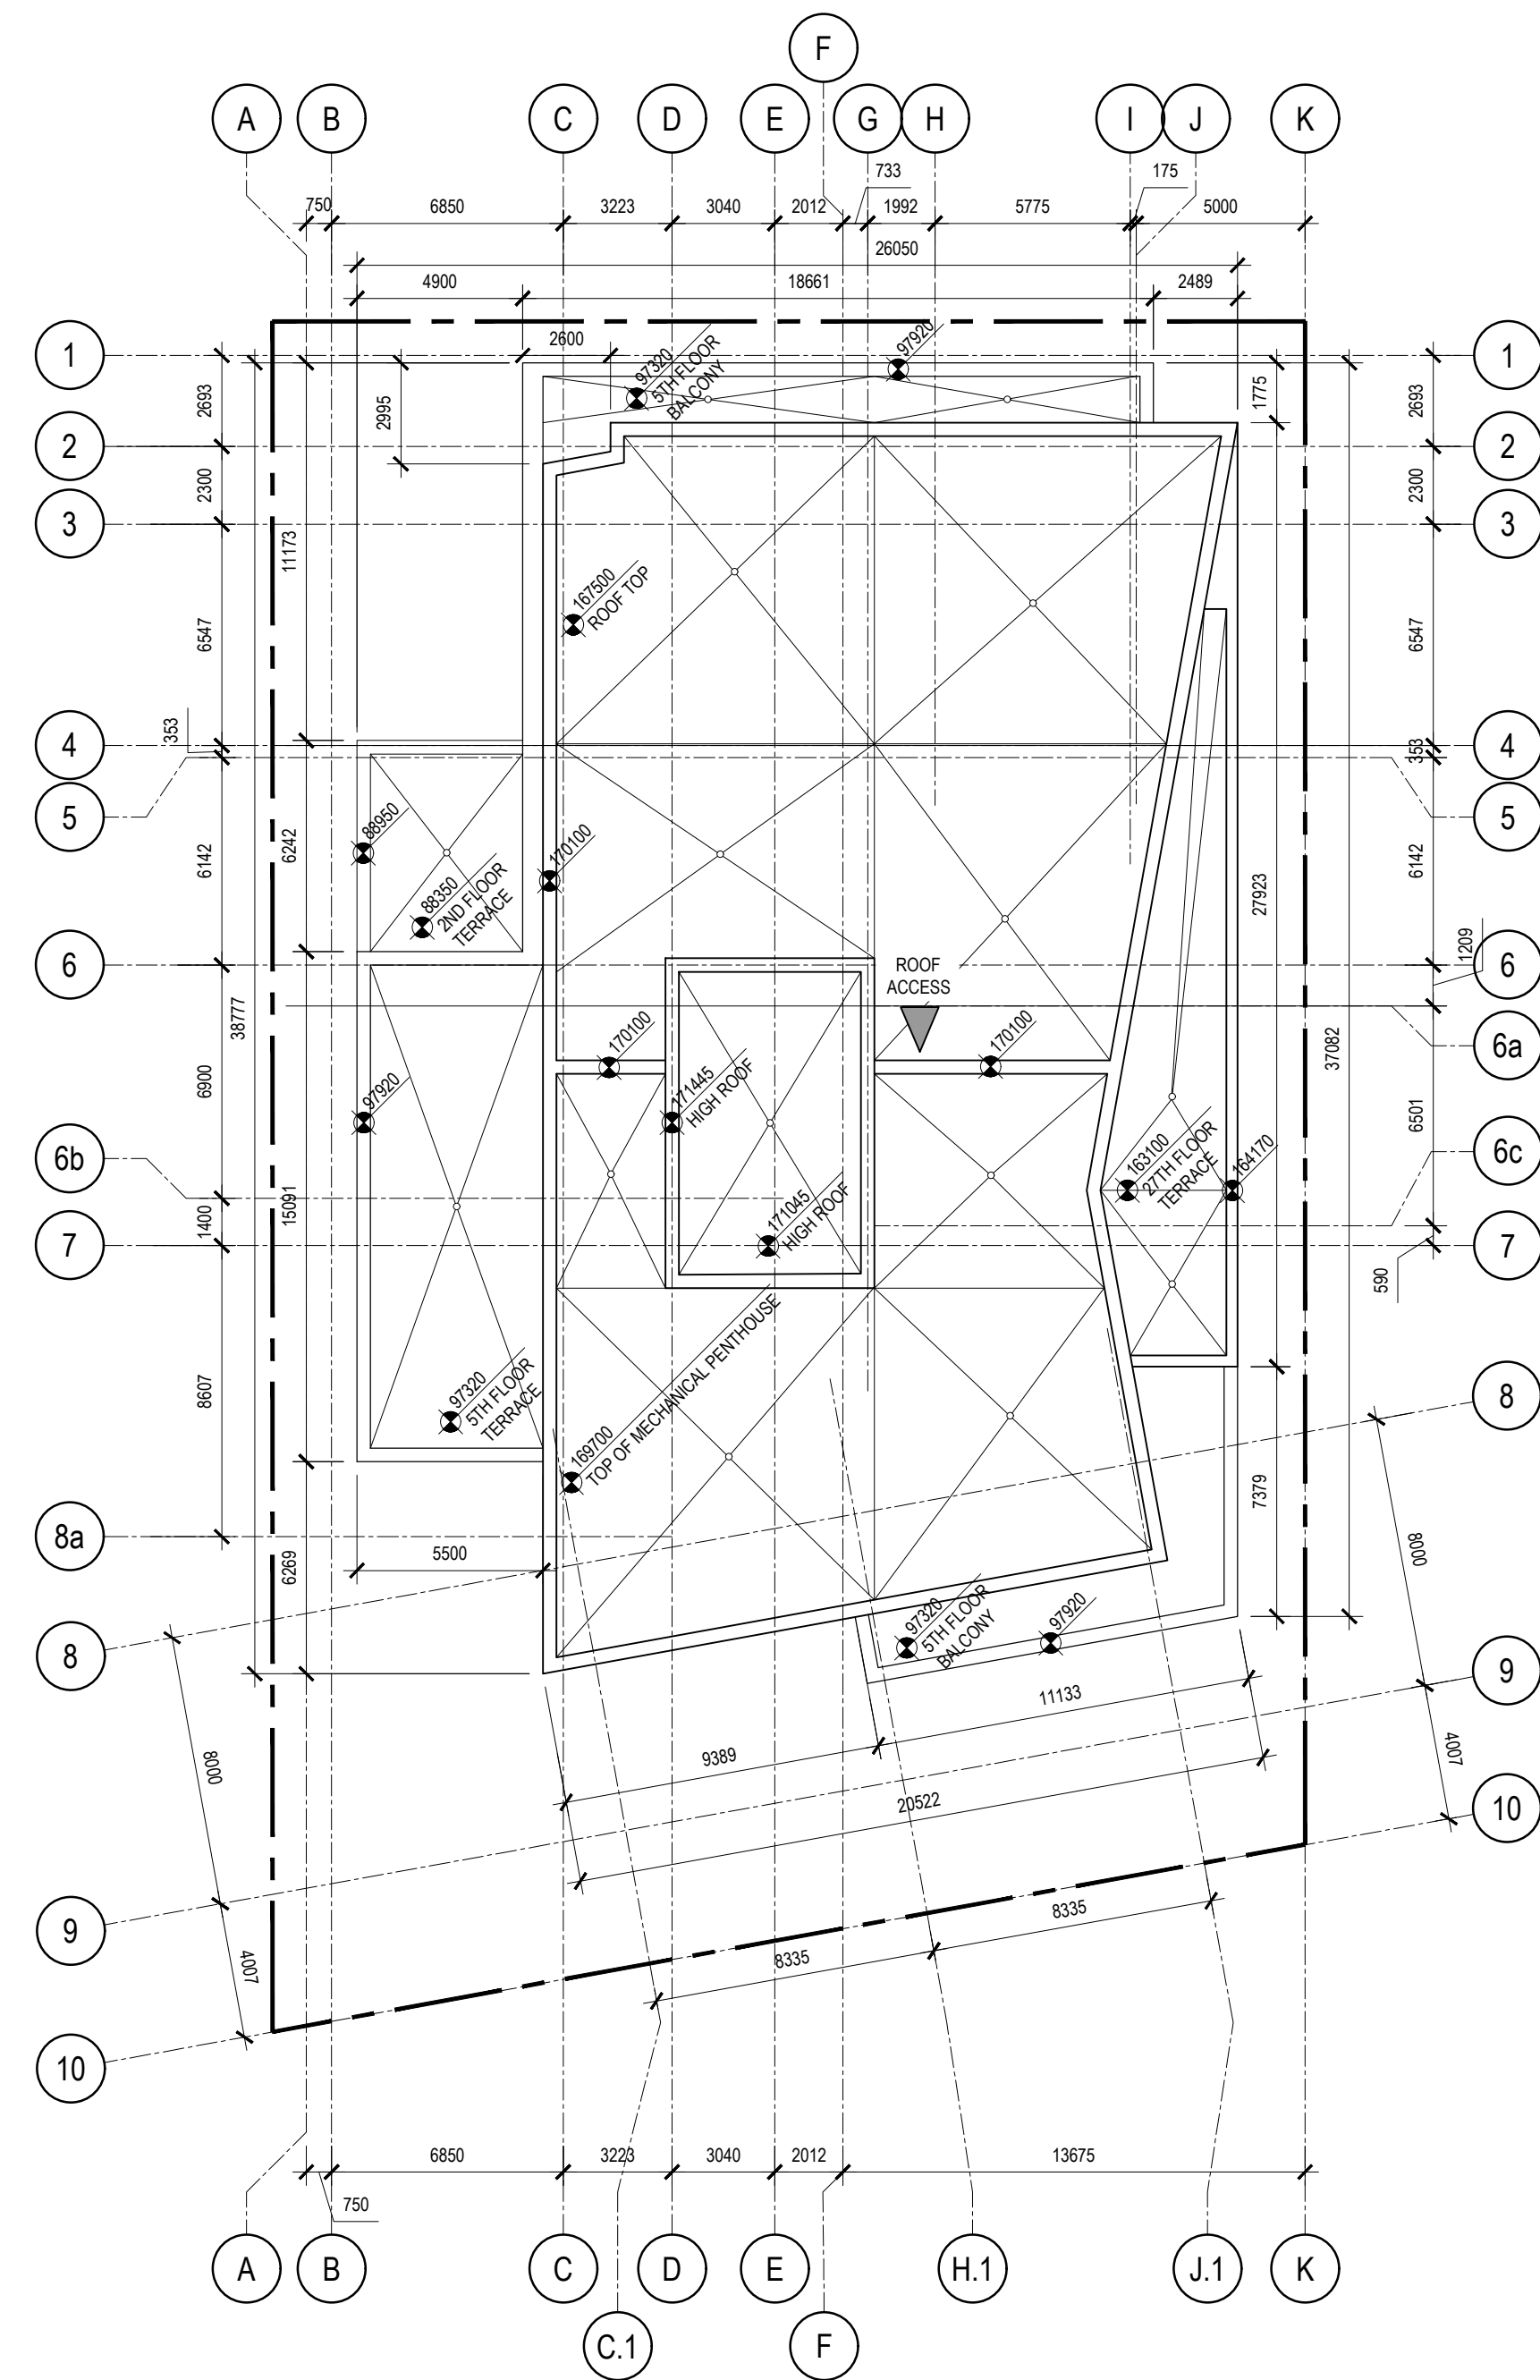 F
A B C D E G H I J K
733 175
750 6850 3223 3040 2012 1992 5775 5000
26050
4900 18661 2489
2600
1 1
97320
5TH FLOOR
BALCONY
97920
2693 2995 1775 2693
2 2
2300 2300
3 3
11173
167500
ROOF TOP
6547 6547
353
4 4
353
5 5
88950
170100
6142 6242 6142
88350
2ND FLOOR
TERRACE
27923
1209
6 6
ROOF
ACCESS
38777
170100
170100
37082
6a
97920
171445
HIGH ROOF
6900
6501
163100
27TH FLOOR
TERRACE
164170
6b 6c
15091
1400
171045
HIGH ROOF
7 7
590
97320
5TH FLOOR
TERRACE
169700
TOP OF MECHANICAL PENTHOUSE
8607
8
7379
8a
8000
5500
6269
97320
5TH FLOOR
BALCONY
97920
8 9
11133
9389
8000
4007
20522
10
9
8335
8335
4007
10
6850 3223 3040 2012 13675
750
A B C D E H.1 J.1 K
C.1 F